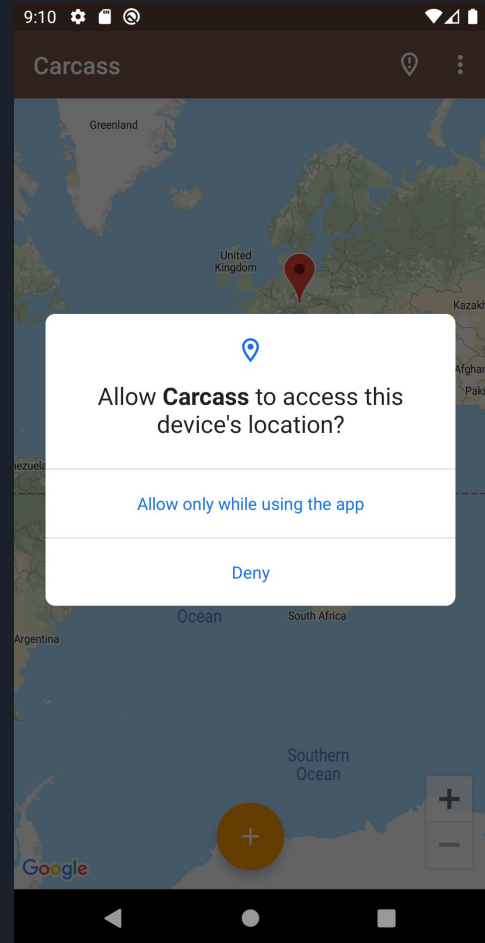 9:10
Carcass
Greenland
United
Kingdom
Kazakh
Afghan
Paki
Allow Carcass to access this
device's location?
nezuela
Allow only while using the app
Deny
Ocean
South Africa
Argentina
Southern
Ocean
+
+
−
Google